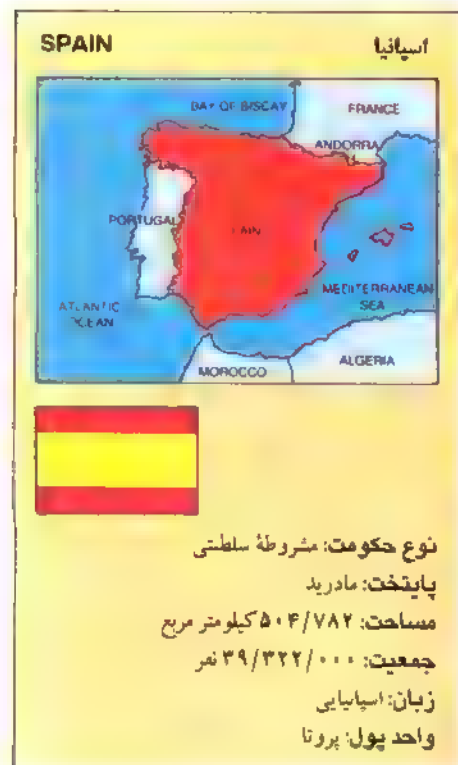 SPAIN اسپانیا
BAY OF BISCAY
FRANCE
ANDORRA
PORTUGAL
MEDITERRANEAN
SEA
ATLANTIC
ALGERIA
MOROCCO
نوع حکومت: مشروطهٔ سلطنتی
پایتخت: مادرید
مساحت: ۵۰۴/۷۸۲ کیلومتر مربع
جمعیت: ۳۹/۳۲۲/۰۰۰ نفر
زبان: اسپانیایی
واحد پول: پزوتا